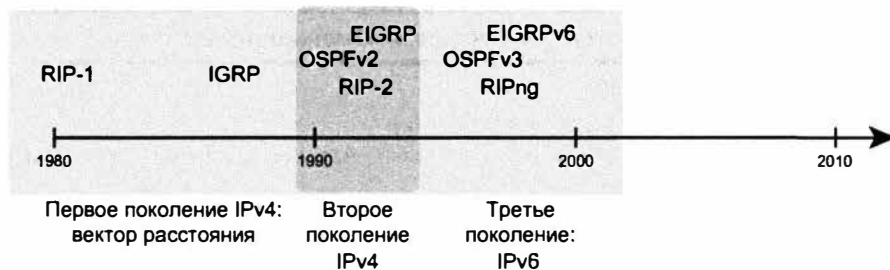 EIGRP
EIGRPv6
OSPFv2
OSPFv3
RIP-1
IGRP
RIP-2
RIPng
1980
1990
2000
2010
Первое поколение IPv4:
вектор расстояния
Второе
поколение
IPv4
Третье
поколение:
IPv6